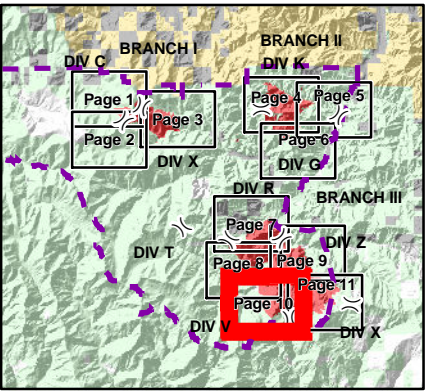 BRANCH I
BRANCH II
DIV C
DIV K
Page 1
Page 4
Page 5
Page 3
Page 2
Page 6
DIV X
DIV G
DIV R
BRANCH III
Page 7
DIV Z
DIV T
Page 8
Page 9
Page 11
Page 10
DIV V
DIV X